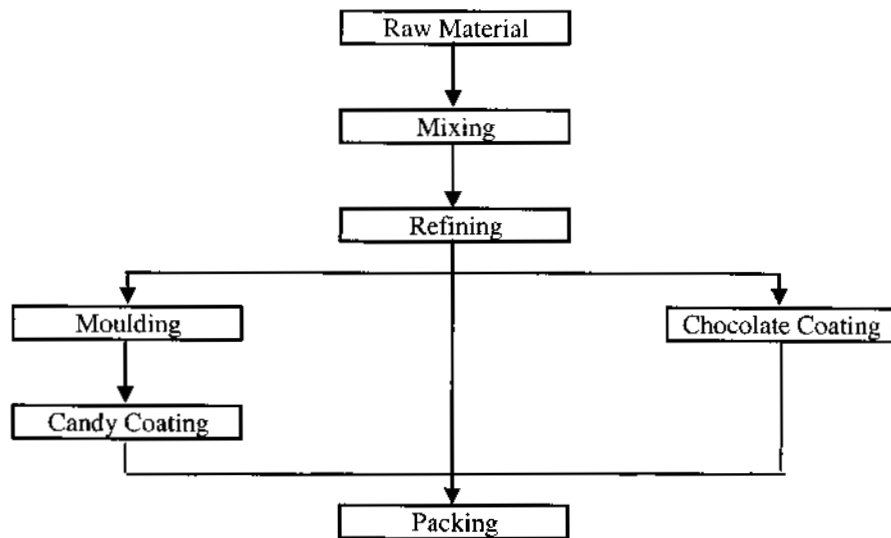 Raw Material
Mixing
Refining
Moulding
Chocolate Coating
Candy Coating
Packing